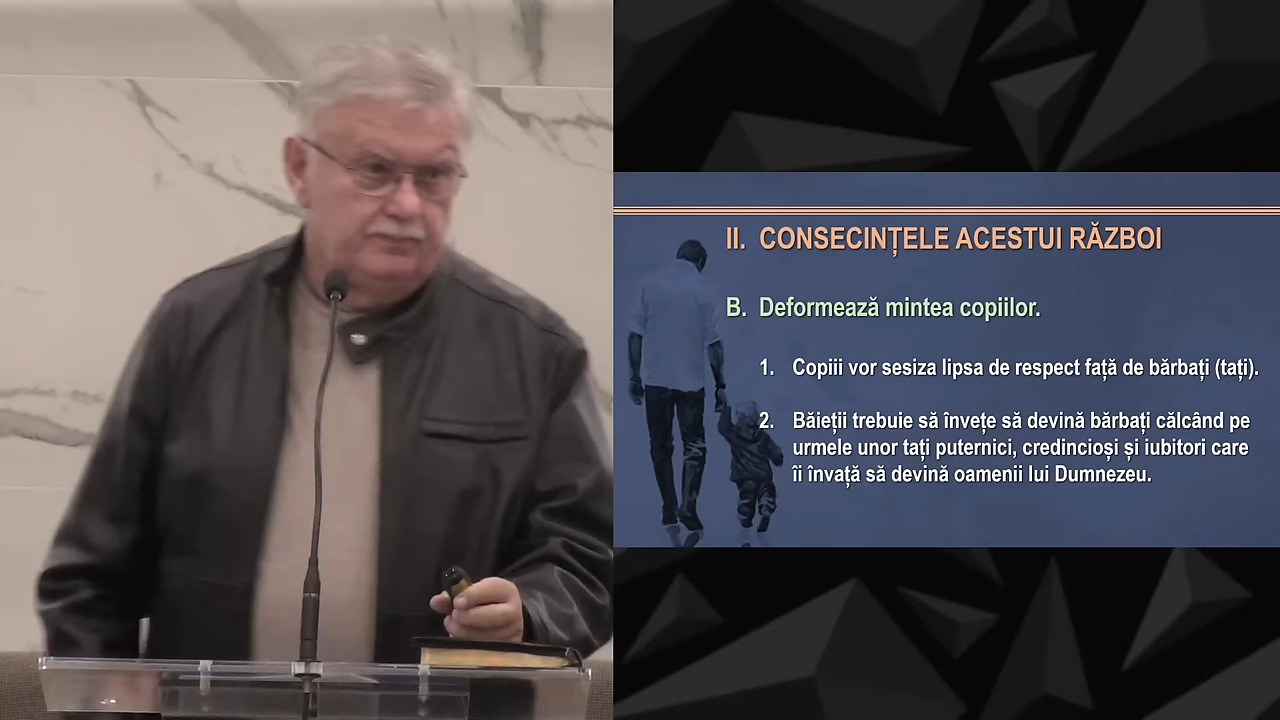 II. CONSECINȚELE ACESTUI RĂZBOI
B. Deformează mintea copiilor.
1. Copiii vor sesiza lipsa de respect față de bărbați (tați).
2. Băieții trebuie să învețe să devină bărbați călcând pe
urmele unor tați puternici, credincioși și iubitori care
îi învață să devină oamenii lui Dumnezeu.